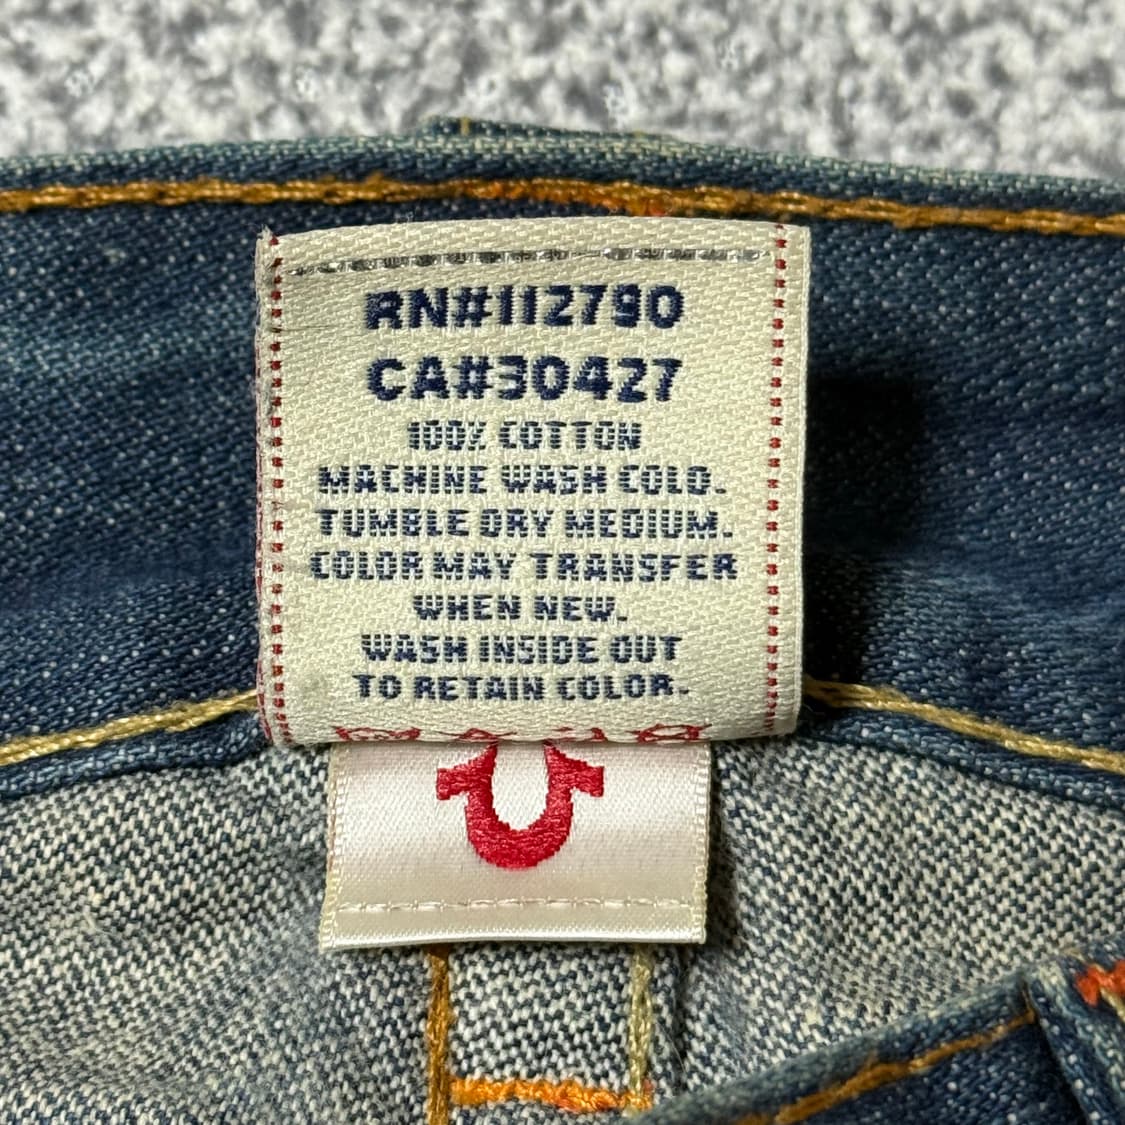 RN#112790
CA#30427
100% COTTON
MACHINE WASH COLD.
TUMBLE DRY MEDIUM.
COLOR MAY TRANSFER
WHEN NEW.
WASH INSIDE OUT
TO RETAIN COLOR.